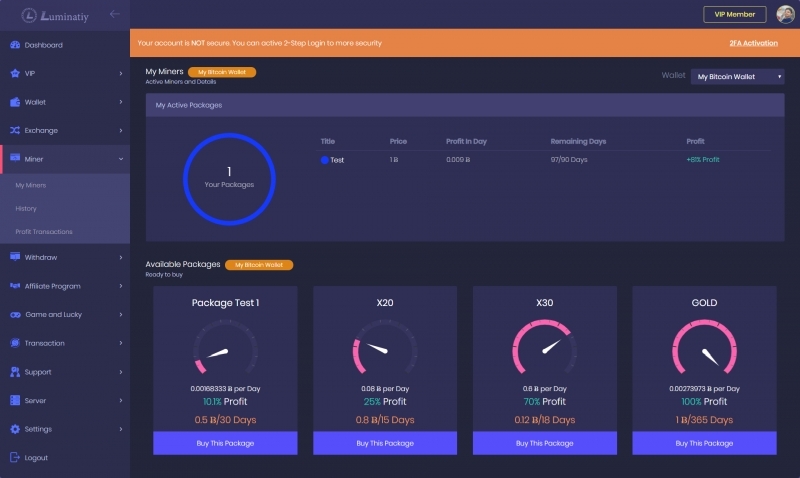 Luminatiy
VIP Member
Your account is NOT secure. You can active 2-Step Login to more security
2FA Activation
Dashboard
VIP
Wallet
Exchange
Miner
My Miners
History
Profit Transactions
Withdraw
Affiliate Program
Game and Lucky
Transaction
Support
Server
Settings
Logout
My Miners My Bitcoin Wallet
Active Miners and Details
Wallet My Bitcoin Wallet
My Active Packages
1
Your Packages
Title Price Profit In Day Remaining Days Profit
Test 1 Ƀ 0.009 Ƀ 97/90 Days +81% Profit
Available Packages My Bitcoin Wallet
Ready to buy
Package Test 1
0.00168333 Ƀ per Day
10.1% Profit
0.5 Ƀ/30 Days
Buy This Package
X20
0.08 Ƀ per Day
25% Profit
0.8 Ƀ/15 Days
Buy This Package
X30
0.6 Ƀ per Day
70% Profit
0.12 Ƀ/18 Days
Buy This Package
GOLD
0.00273973 Ƀ per Day
100% Profit
1 Ƀ/365 Days
Buy This Package